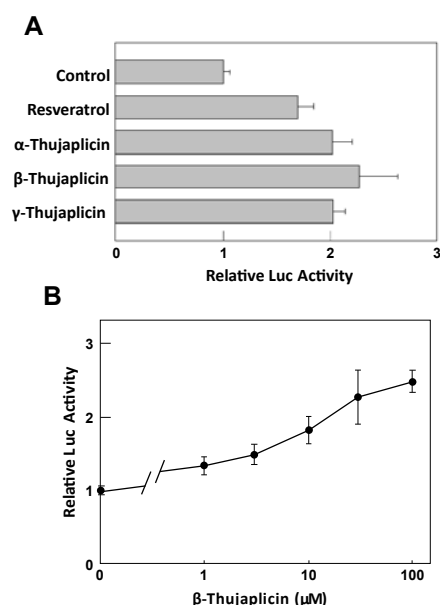 A
Control
Resveratrol
α-Thujaplicin
β-Thujaplicin
γ-Thujaplicin
0 1 2 3
Relative Luc Activity
B
Relative Luc Activity
3
2
1
0
0 1 10 100
β-Thujaplicin (μM)